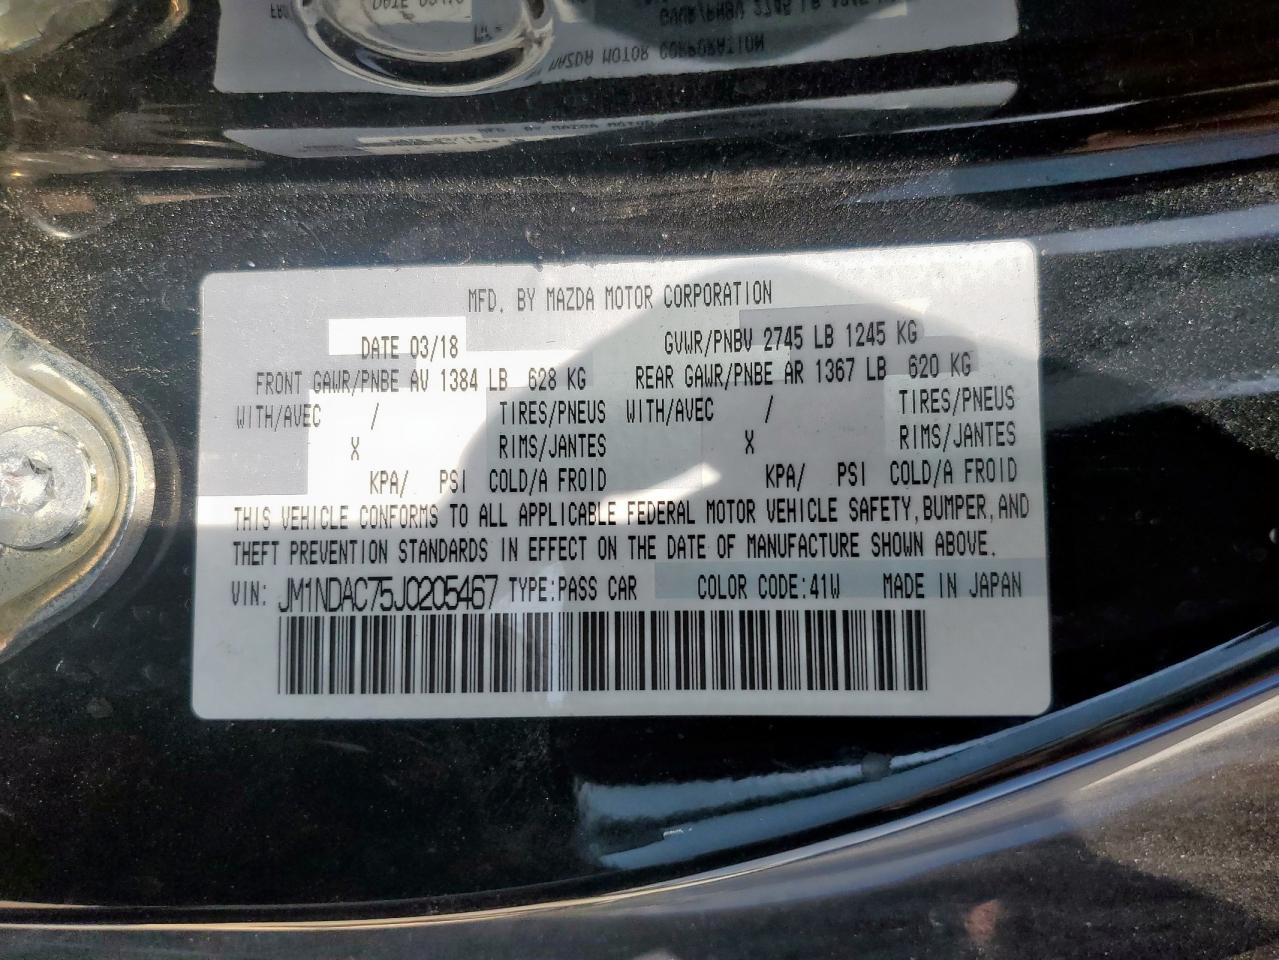 MFD. BY MAZDA MOTOR CORPORATION
DATE 03/18 GVWR/PNBV 2745 LB 1245 KG
FRONT GAWR/PNBE AV 1384 LB 628 KG REAR GAWR/PNBE AR 1367 LB 620 KG
WITH/AVEC / TIRES/PNEUS WITH/AVEC / TIRES/PNEUS
X RIMS/JANTES X RIMS/JANTES
KPA/ PSI COLD/A FROID KPA/ PSI COLD/A FROID
THIS VEHICLE CONFORMS TO ALL APPLICABLE FEDERAL MOTOR VEHICLE SAFETY, BUMPER, AND
THEFT PREVENTION STANDARDS IN EFFECT ON THE DATE OF MANUFACTURE SHOWN ABOVE.
VIN: JM1NDAC75J0205467 TYPE:PASS CAR COLOR CODE:41W MADE IN JAPAN